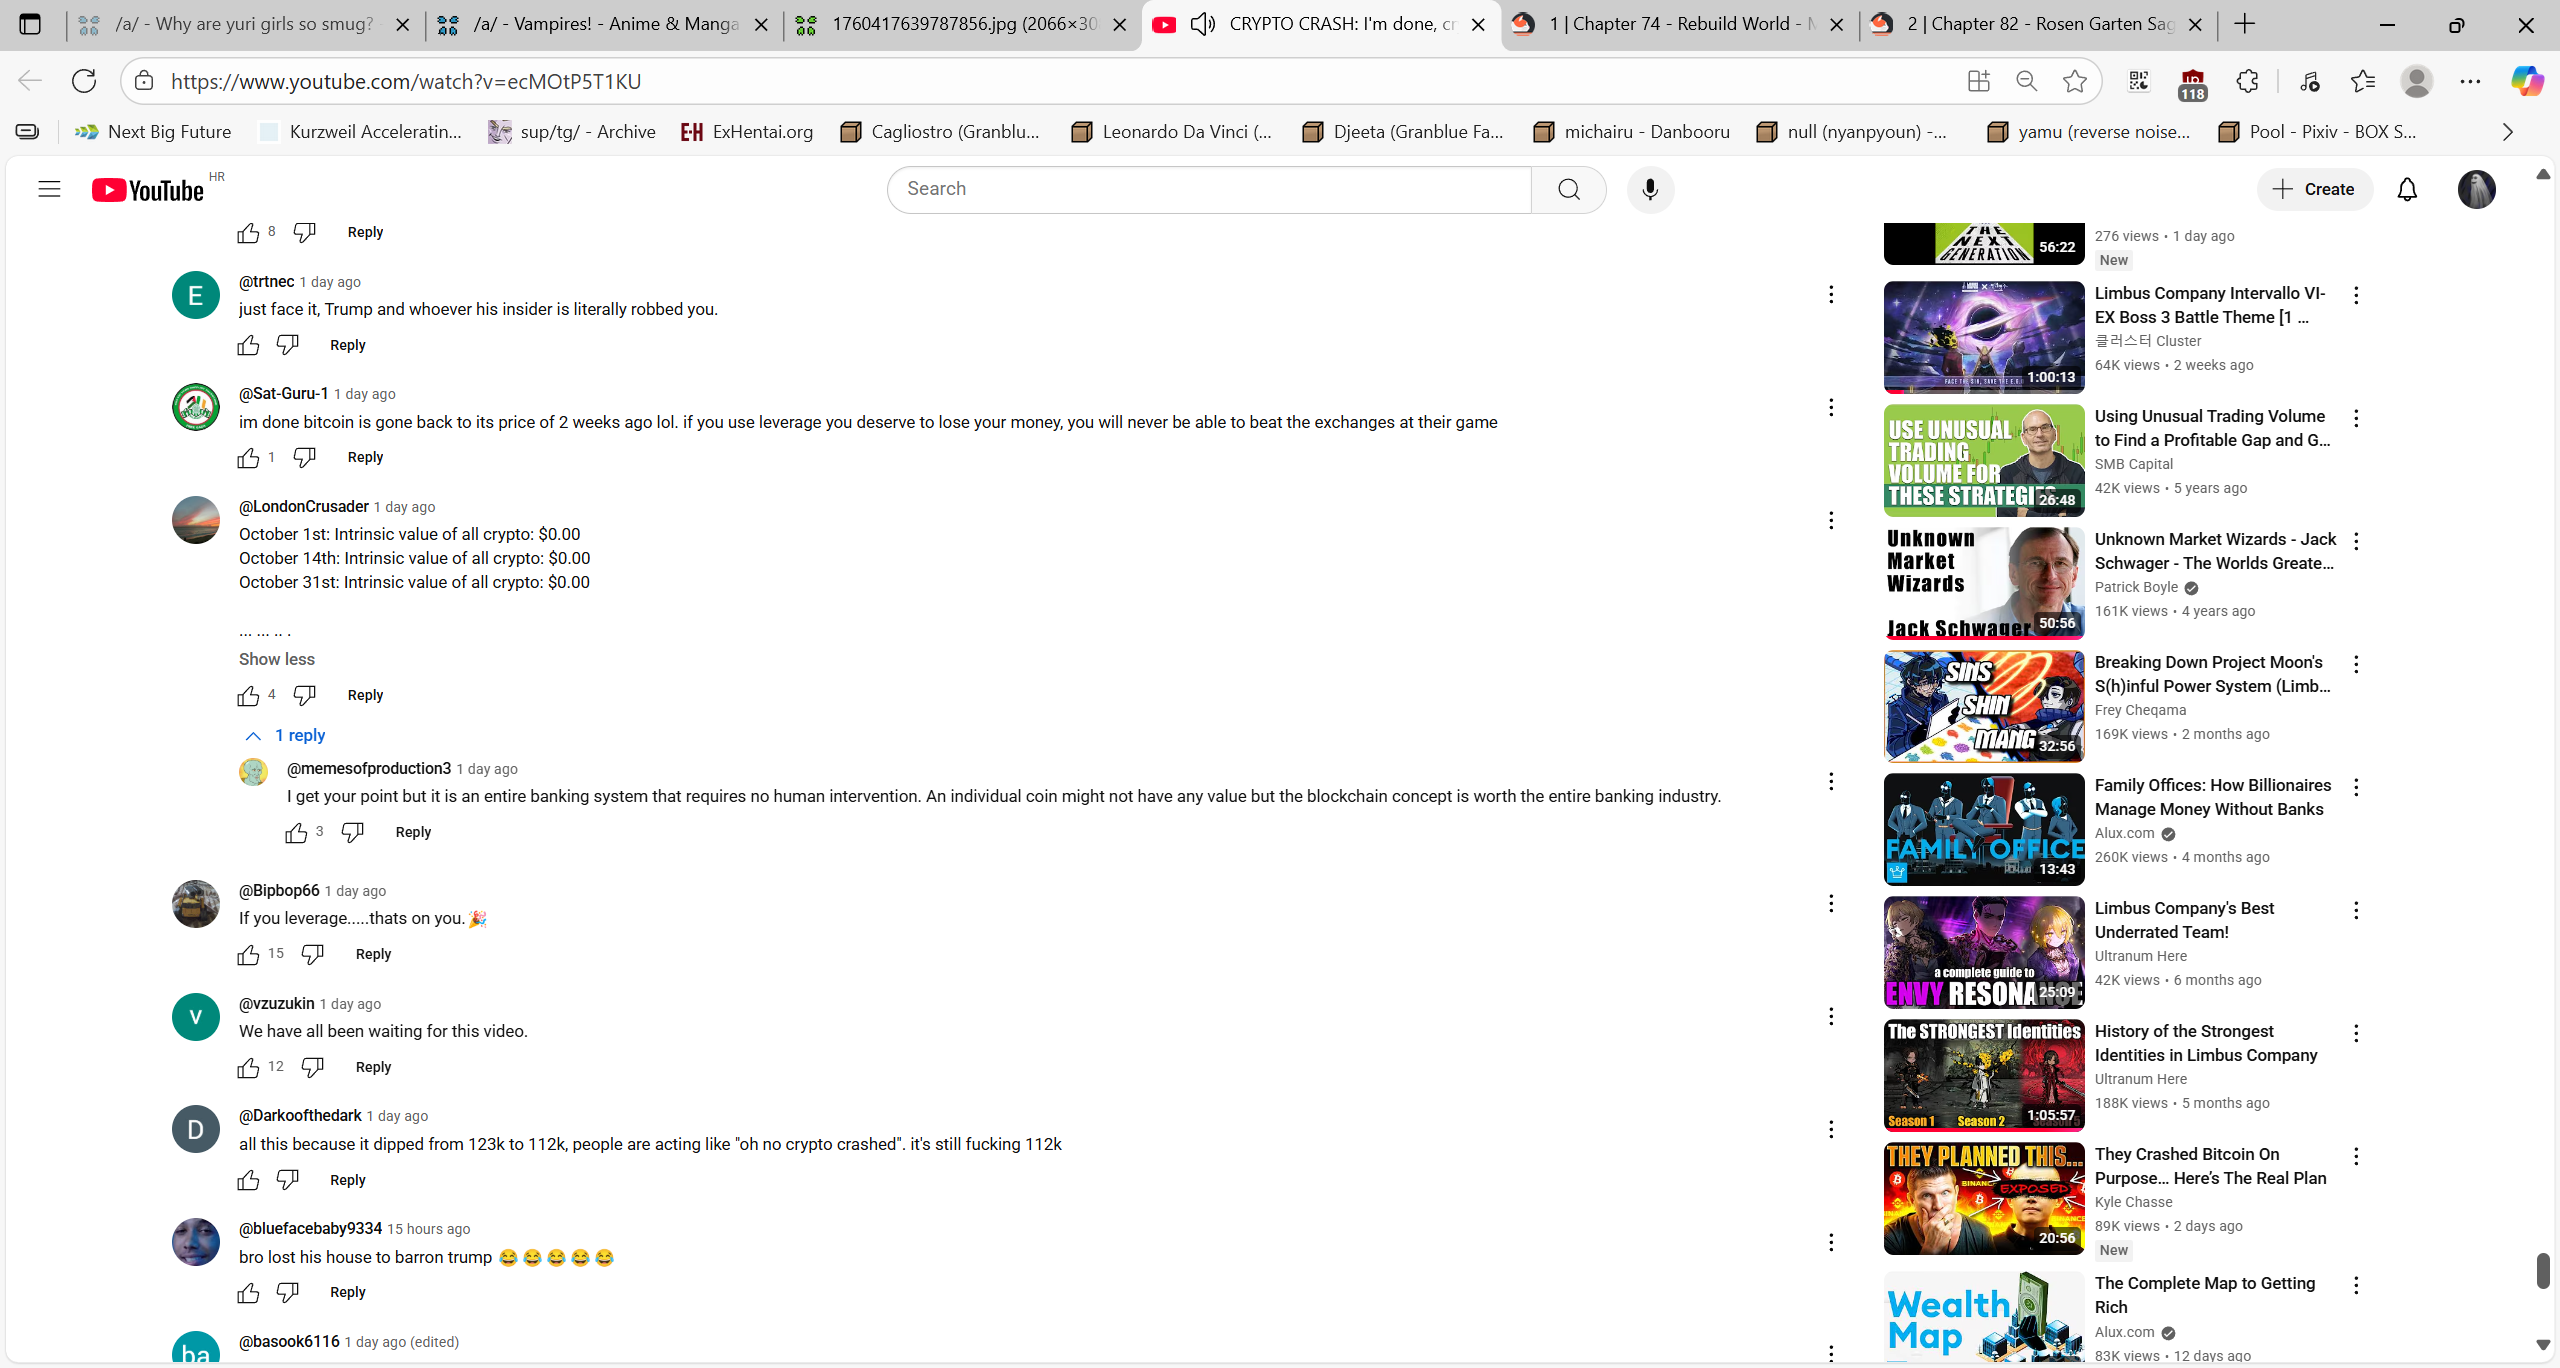 /a/ - Why are yuri girls so smug? -
/a/ - Vampires! - Anime & Manga
1760417639787856.jpg (2066×30
CRYPTO CRASH: I'm done, cr
1 | Chapter 74 - Rebuild World - M
2 | Chapter 82 - Rosen Garten Sag
https://www.youtube.com/watch?v=ecMOtP5T1KU
118
Next Big Future
Kurzweil Acceleratin...
sup/tg/ - Archive
ExHentai.org
Cagliostro (Granblu...
Leonardo Da Vinci (...
Djeeta (Granblue Fa...
michairu - Danbooru
null (nyanpyoun) -...
yamu (reverse noise...
Pool - Pixiv - BOX S...
YouTube HR
Search
Create
8 Reply
@trtnec 1 day ago
just face it, Trump and whoever his insider is literally robbed you.
Reply
@Sat-Guru-1 1 day ago
im done bitcoin is gone back to its price of 2 weeks ago lol. if you use leverage you deserve to lose your money, you will never be able to beat the exchanges at their game
1 Reply
@LondonCrusader 1 day ago
October 1st: Intrinsic value of all crypto: $0.00
October 14th: Intrinsic value of all crypto: $0.00
October 31st: Intrinsic value of all crypto: $0.00
... ... .. .
Show less
4 Reply
1 reply
@memesofproduction3 1 day ago
I get your point but it is an entire banking system that requires no human intervention. An individual coin might not have any value but the blockchain concept is worth the entire banking industry.
3 Reply
@Bipbop66 1 day ago
If you leverage.....thats on you.🎉
15 Reply
@vzuzukin 1 day ago
We have all been waiting for this video.
12 Reply
@Darkoofthedark 1 day ago
all this because it dipped from 123k to 112k, people are acting like "oh no crypto crashed". it's still fucking 112k
Reply
@bluefacebaby9334 15 hours ago
bro lost his house to barron trump 😂😂😂😂😂
Reply
@basook6116 1 day ago (edited)
E
V
D
ba
THE
NEXT
GENERATION
56:22
276 views • 1 day ago
New
1:00:13
Limbus Company Intervallo VI-
EX Boss 3 Battle Theme [1 ...
클러스터 Cluster
64K views • 2 weeks ago
USE UNUSUAL
TRADING
VOLUME FOR
THESE STRATEGI
26:48
Using Unusual Trading Volume
to Find a Profitable Gap and G...
SMB Capital
42K views • 5 years ago
Unknown
Market
Wizards
Jack Schwager
50:56
Unknown Market Wizards - Jack
Schwager - The Worlds Greate...
Patrick Boyle
161K views • 4 years ago
SINS
SHIN
MANG
32:56
Breaking Down Project Moon's
S(h)inful Power System (Limb...
Frey Cheqama
169K views • 2 months ago
FAMILY OFFICE
13:43
Family Offices: How Billionaires
Manage Money Without Banks
Alux.com
260K views • 4 months ago
a complete guide to
ENVY RESONANCE
25:09
Limbus Company's Best
Underrated Team!
Ultranum Here
42K views • 6 months ago
The STRONGEST Identities
Season 1 Season 2
1:05:57
History of the Strongest
Identities in Limbus Company
Ultranum Here
188K views • 5 months ago
THEY PLANNED THIS...
BINANCE
EXPOSED
20:56
They Crashed Bitcoin On
Purpose... Here's The Real Plan
Kyle Chasse
89K views • 2 days ago
New
Wealth
Map
The Complete Map to Getting
Rich
Alux.com
83K views • 12 days ago